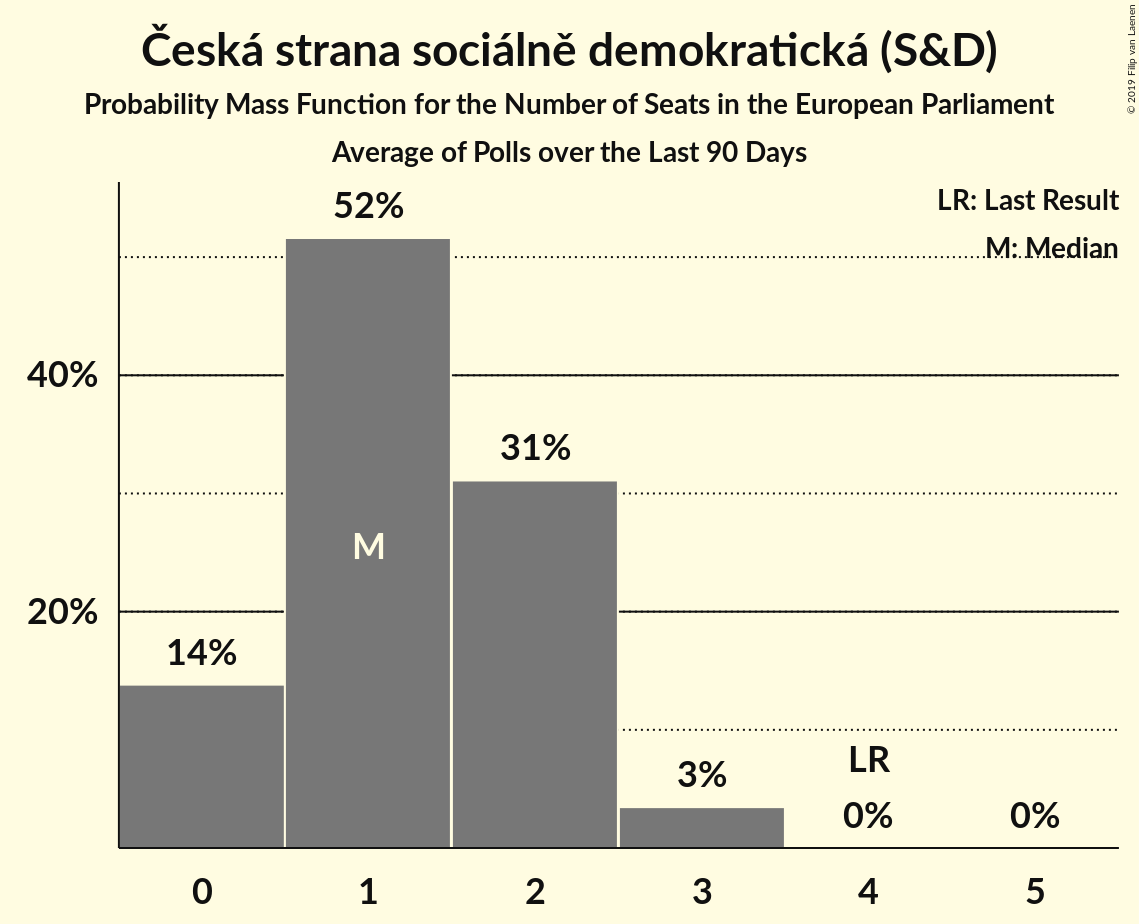 Česká strana sociálně demokratická (S&D)
Probability Mass Function for the Number of Seats in the European Parliament
Average of Polls over the Last 90 Days
© 2019 Filip van Laenen
LR: Last Result
M: Median
52%
40%
31%
M
20%
14%
LR
3%
0%
0%
0 1 2 3 4 5